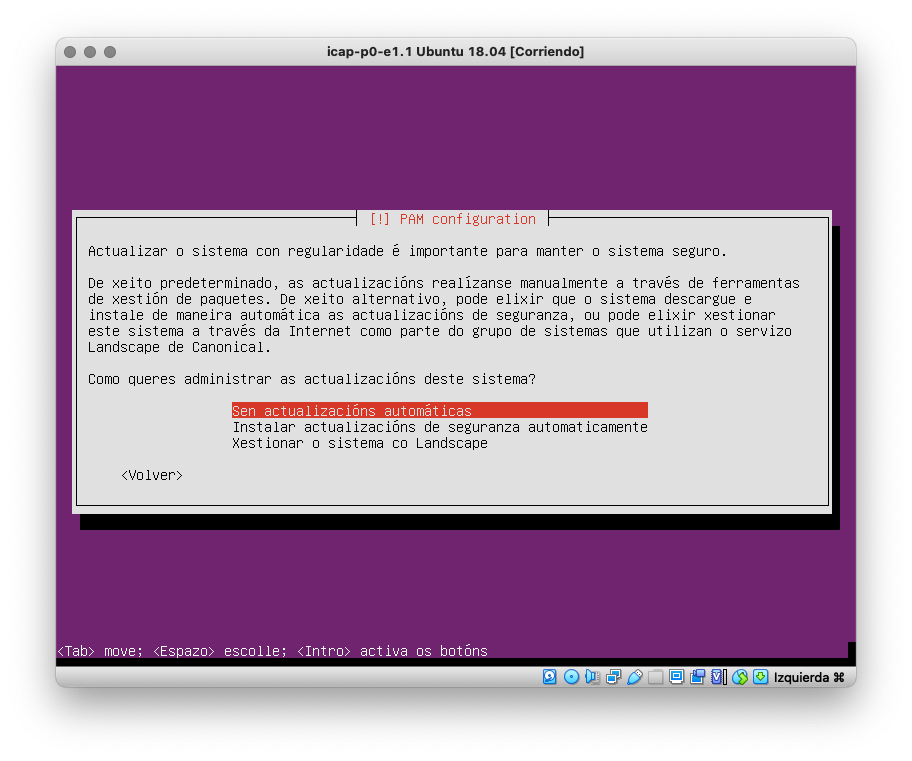 icap-p0-e1.1 Ubuntu 18.04 [Corriendo]
[!] PAM configuration
Actualizar o sistema con regularidade é importante para manter o sistema seguro.
De xeito predeterminado, as actualizacións realízanse manualmente a través de ferramentas
de xestión de paquetes. De xeito alternativo, pode elixir que o sistema descargue e
instale de maneira automática as actualizacións de seguranza, ou pode elixir xestionar
este sistema a través da Internet como parte do grupo de sistemas que utilizan o servizo
Landscape de Canonical.
Como queres administrar as actualizacións deste sistema?
Sen actualizacións automáticas
Instalar actualizacións de seguranza automaticamente
Xestionar o sistema co Landscape
<Volver>
<Tab> move; <Espazo> escolle; <Intro> activa os botóns
Izquierda ⌘